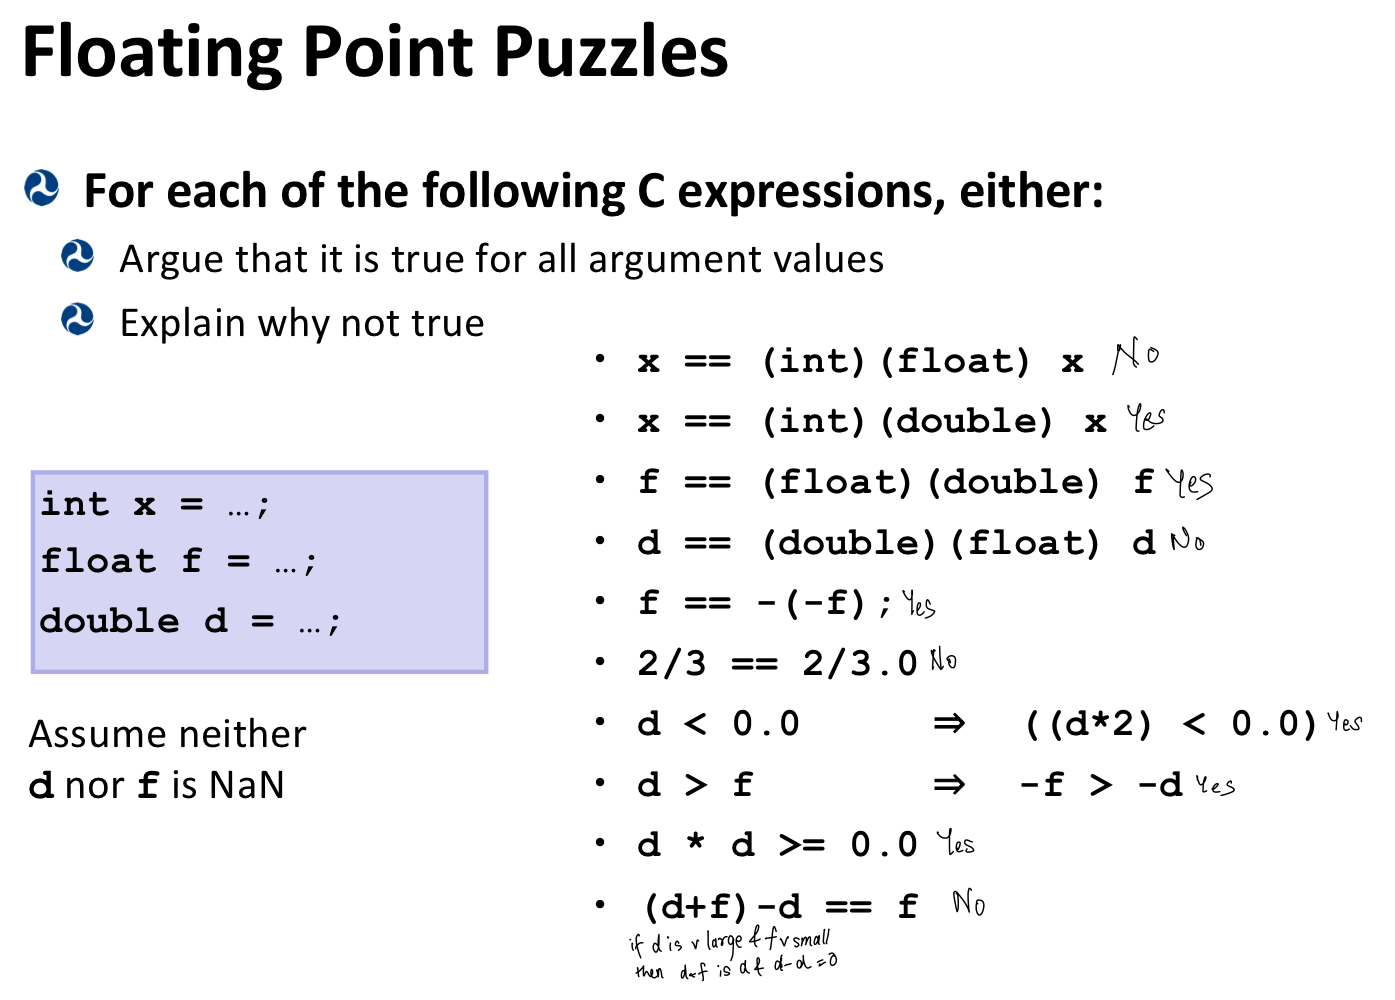 Floating Point Puzzles
For each of the following C expressions, either:
Argue that it is true for all argument values
Explain why not true
• x == (int)(float) x No
• x == (int)(double) x Yes
• f == (float)(double) f Yes
• d == (double)(float) d No
• f == -(-f); Yes
• 2/3 == 2/3.0 No
• d < 0.0 ⇒ ((d*2) < 0.0) Yes
• d > f ⇒ -f > -d Yes
• d * d >= 0.0 Yes
• (d+f)-d == f No
if d is v large & f v small
then d+f is d & d-d=0
int x = …;
float f = …;
double d = …;
Assume neither
d nor f is NaN